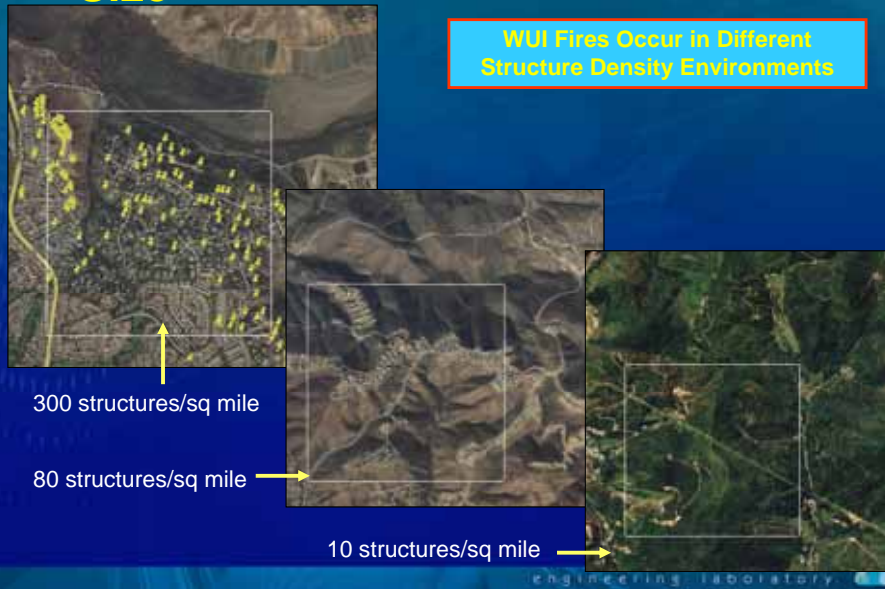 WUI Fires Occur in Different
Structure Density Environments
300 structures/sq mile
80 structures/sq mile
10 structures/sq mile
engineering laboratory